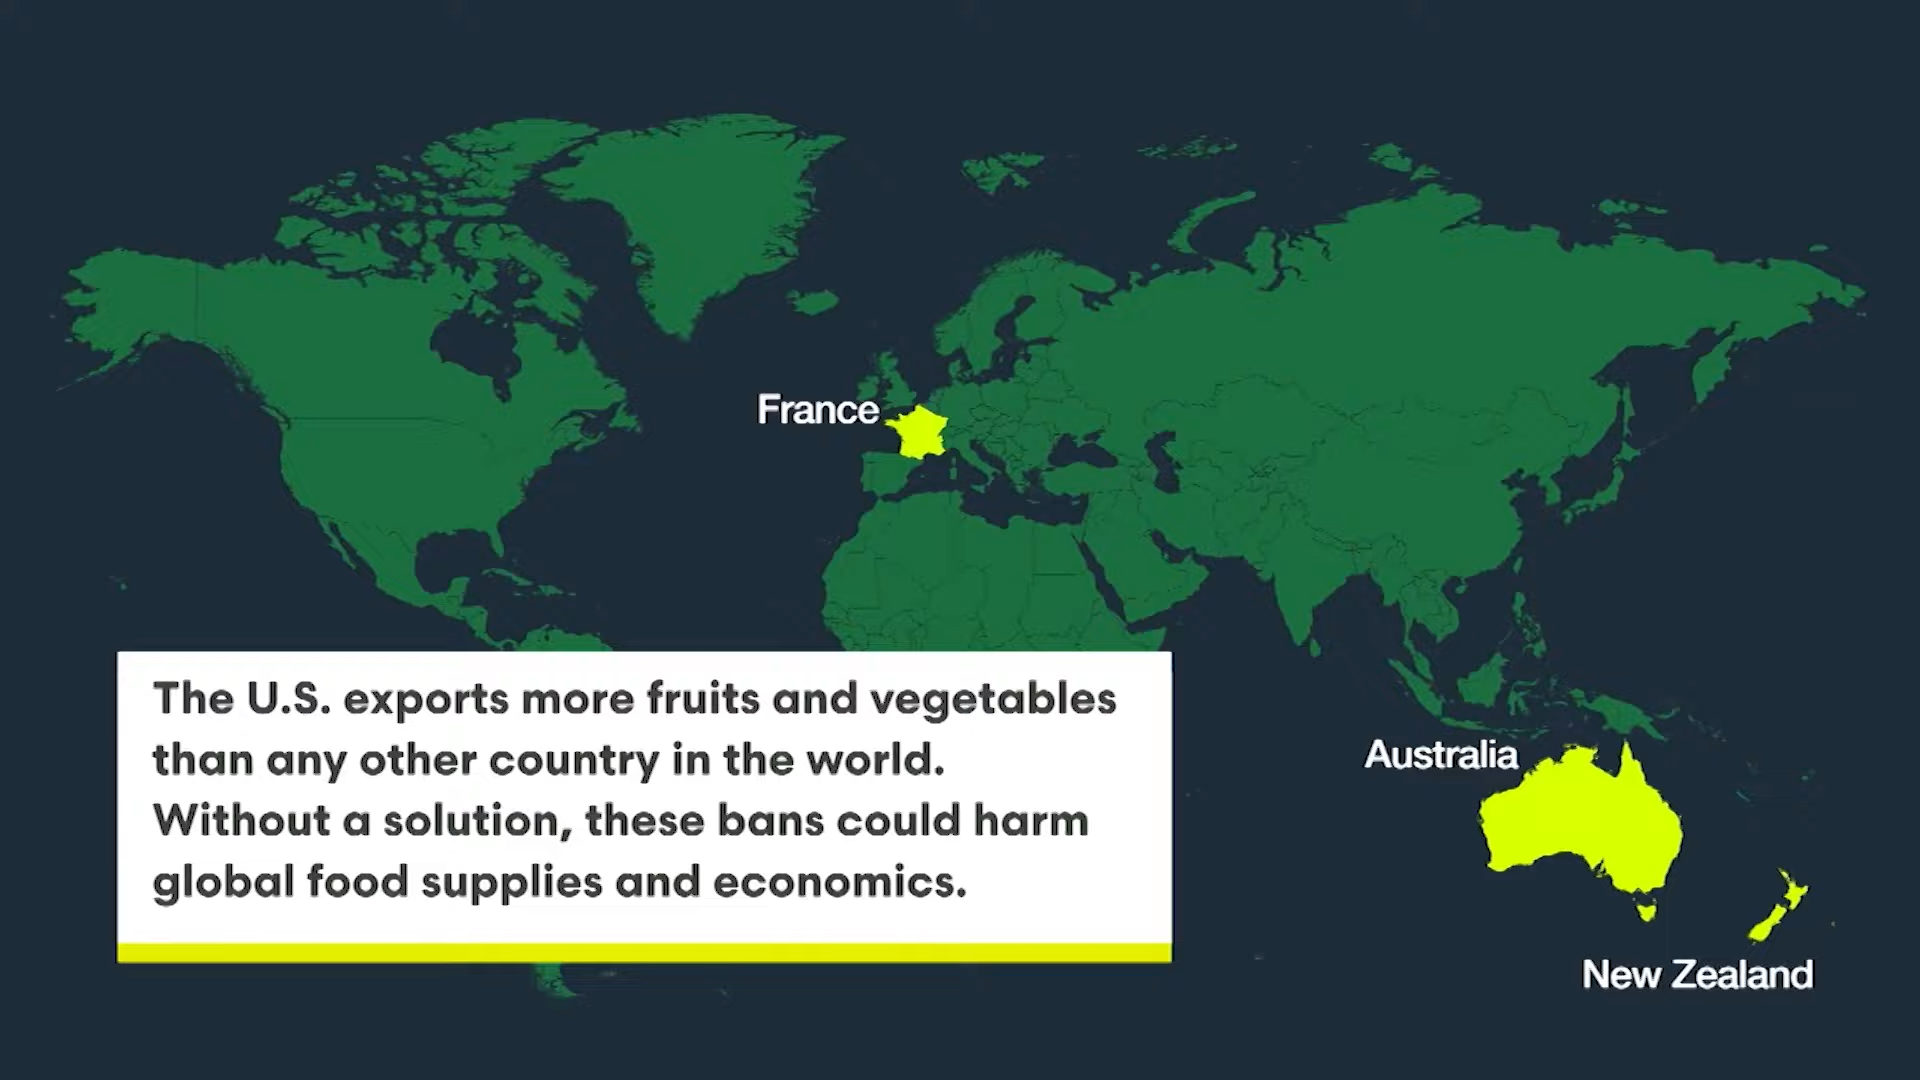 France
The U.S. exports more fruits and vegetables
than any other country in the world.
Without a solution, these bans could harm
global food supplies and economics.
Australia
New Zealand